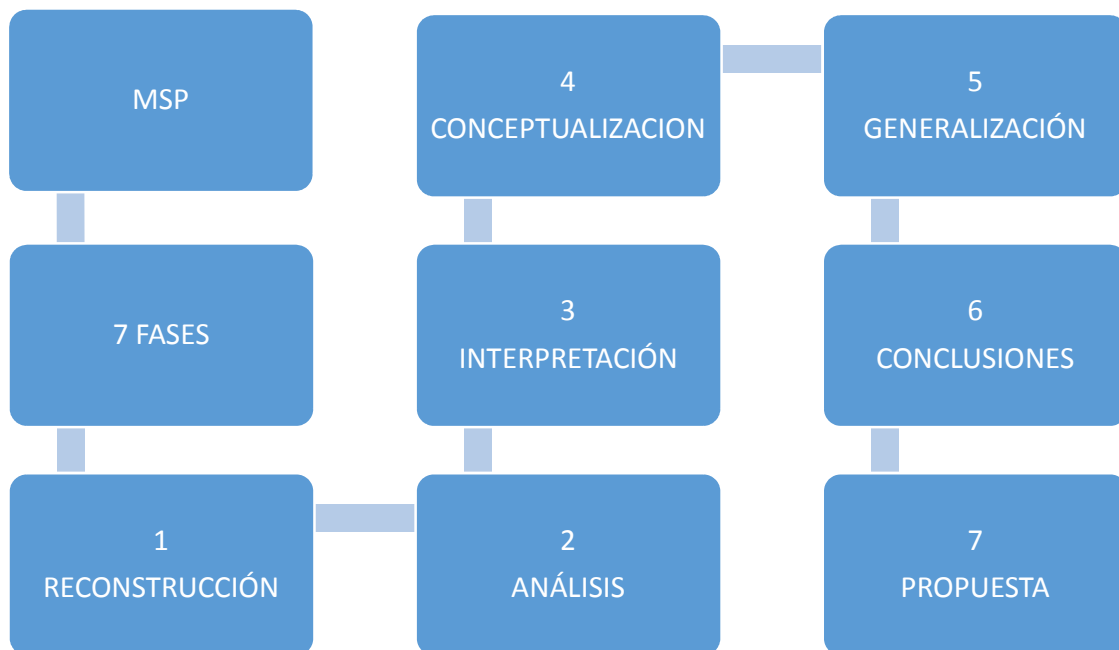 MSP
7 FASES
1
RECONSTRUCCIÓN
2
ANÁLISIS
3
INTERPRETACIÓN
4
CONCEPTUALIZACION
5
GENERALIZACIÓN
6
CONCLUSIONES
7
PROPUESTA